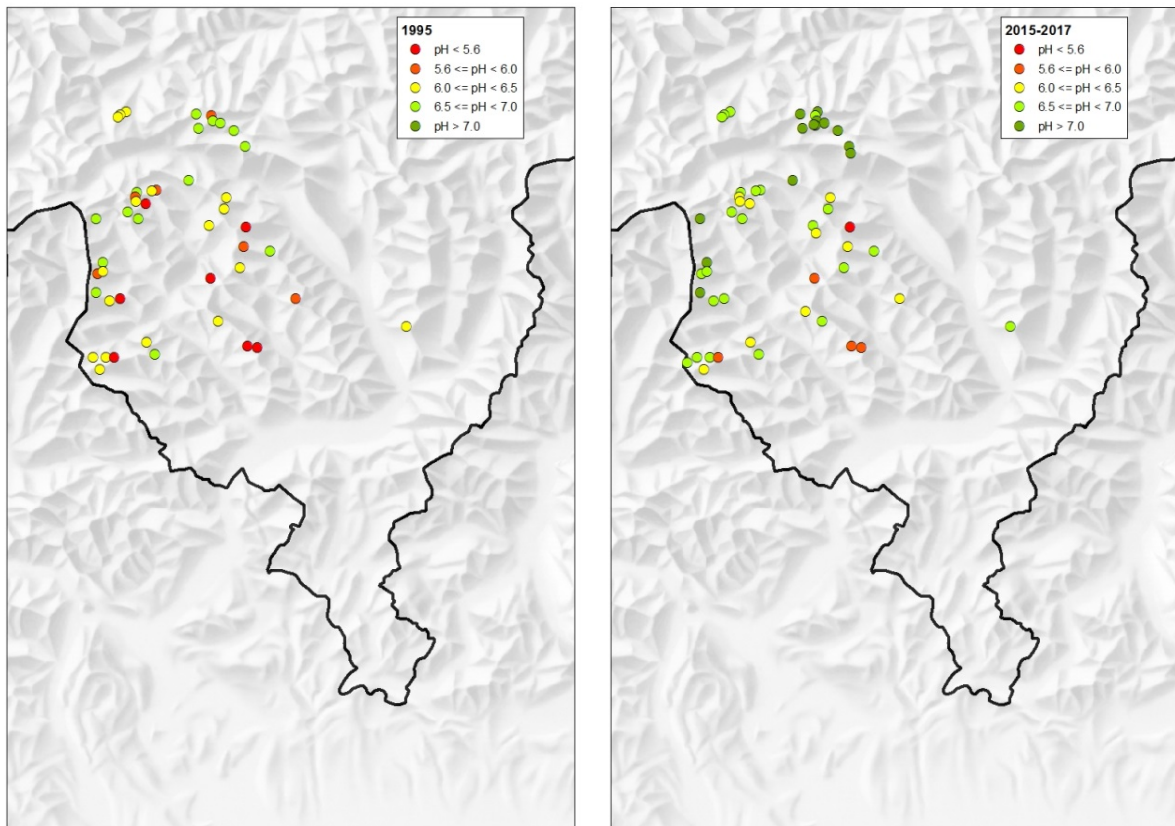 1995
pH < 5.6
5.6 <= pH < 6.0
6.0 <= pH < 6.5
6.5 <= pH < 7.0
pH > 7.0
2015-2017
pH < 5.6
5.6 <= pH < 6.0
6.0 <= pH < 6.5
6.5 <= pH < 7.0
pH > 7.0